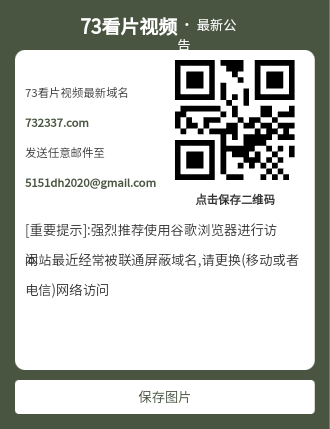 73看片视频 · 最新公
告
73看片视频最新域名
732337.com
发送任意邮件至
5151dh2020@gmail.com
点击保存二维码
[重要提示]:强烈推荐使用谷歌浏览器进行访
问
本站最近经常被联通屏蔽域名,请更换(移动或者
电信)网络访问
保存图片